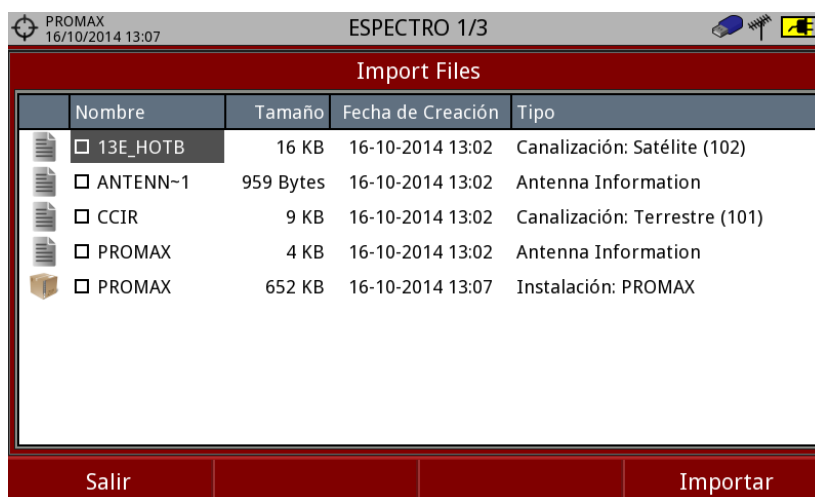 PROMAX
16/10/2014 13:07
ESPECTRO 1/3
Import Files
Nombre Tamaño Fecha de Creación Tipo
13E_HOTB 16 KB 16-10-2014 13:02 Canalización: Satélite (102)
ANTENN~1 959 Bytes 16-10-2014 13:02 Antenna Information
CCIR 9 KB 16-10-2014 13:02 Canalización: Terrestre (101)
PROMAX 4 KB 16-10-2014 13:02 Antenna Information
PROMAX 652 KB 16-10-2014 13:07 Instalación: PROMAX
Salir Importar